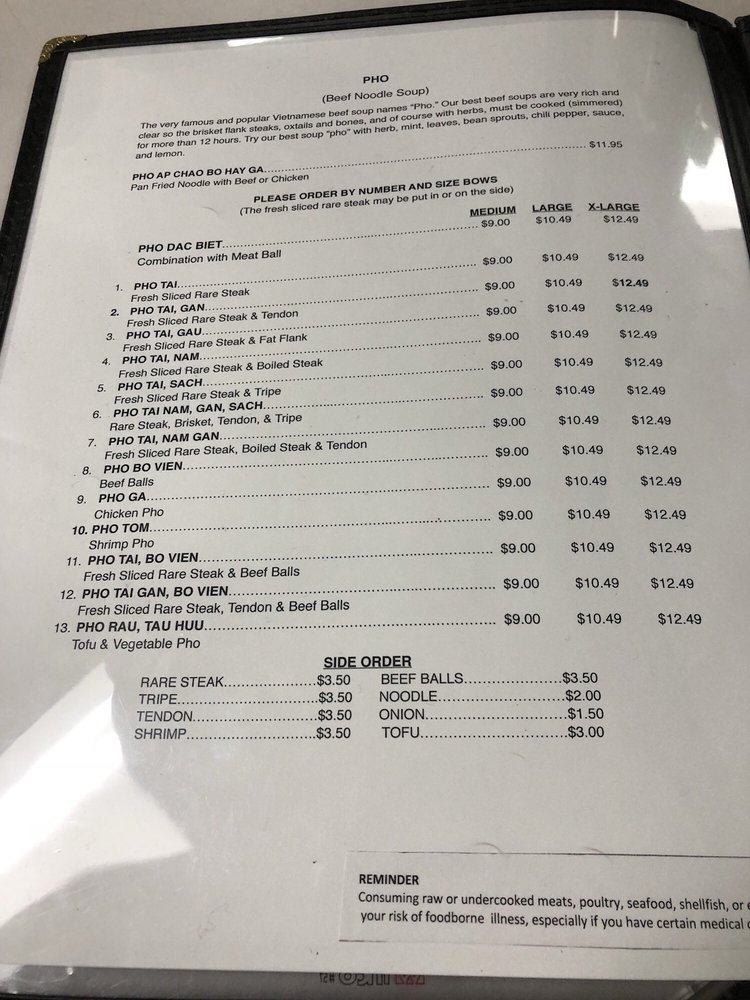 PHO
(Beef Noodle Soup)
The very famous and popular Vietnamese beef soup names "Pho." Our best beef soups are very rich and
clear so the brisket flank steaks, oxtails and bones, and of course with herbs, must be cooked (simmered)
for more than 12 hours. Try our best soup "pho" with herb, mint, leaves, bean sprouts, chili pepper, sauce,
and lemon.
PHO AP CHAO BO HAY GA.................... $11.95
Pan Fried Noodle with Beef or Chicken
PLEASE ORDER BY NUMBER AND SIZE BOWS
(The fresh sliced rare steak may be put in or on the side)
MEDIUM LARGE X-LARGE
PHO DAC BIET.................... $9.00 $10.49 $12.49
Combination with Meat Ball
1. PHO TAI.................... $9.00 $10.49 $12.49
Fresh Sliced Rare Steak
2. PHO TAI, GAN.................... $9.00 $10.49 $12.49
Fresh Sliced Rare Steak & Tendon
3. PHO TAI, GAU.................... $9.00 $10.49 $12.49
Fresh Sliced Rare Steak & Fat Flank
4. PHO TAI, NAM.................... $9.00 $10.49 $12.49
Fresh Sliced Rare Steak & Boiled Steak
5. PHO TAI, SACH.................... $9.00 $10.49 $12.49
Fresh Sliced Rare Steak & Tripe
6. PHO TAI NAM, GAN, SACH.................... $9.00 $10.49 $12.49
Rare Steak, Brisket, Tendon, & Tripe
7. PHO TAI, NAM GAN.................... $9.00 $10.49 $12.49
Fresh Sliced Rare Steak, Boiled Steak & Tendon
8. PHO BO VIEN.................... $9.00 $10.49 $12.49
Beef Balls
9. PHO GA.................... $9.00 $10.49 $12.49
Chicken Pho
10. PHO TOM.................... $9.00 $10.49 $12.49
Shrimp Pho
11. PHO TAI, BO VIEN.................... $9.00 $10.49 $12.49
Fresh Sliced Rare Steak & Beef Balls
12. PHO TAI GAN, BO VIEN.................... $9.00 $10.49 $12.49
Fresh Sliced Rare Steak, Tendon & Beef Balls
13. PHO RAU, TAU HUU.................... $9.00 $10.49 $12.49
Tofu & Vegetable Pho
SIDE ORDER
RARE STEAK....................$3.50 BEEF BALLS....................$3.50
TRIPE....................$3.50 NOODLE....................$2.00
TENDON....................$3.50 ONION....................$1.50
SHRIMP....................$3.50 TOFU....................$3.00
REMINDER
Consuming raw or undercooked meats, poultry, seafood, shellfish, or
your risk of foodborne illness, especially if you have certain medical